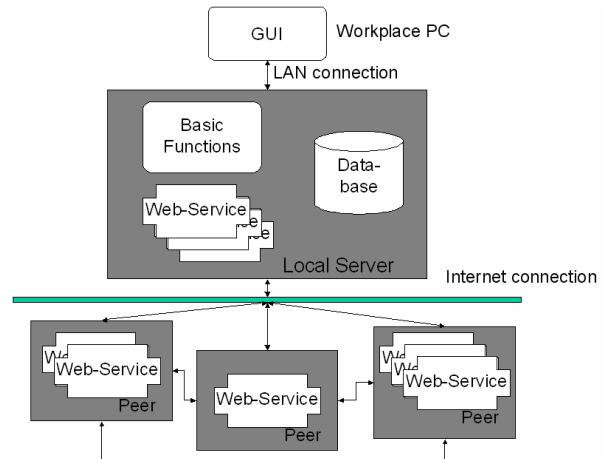 GUI
Workplace PC
LAN connection
Basic
Functions
Data-
base
Web-Service
Local Server
Internet connection
Web-Service
Peer
Web-Service
Peer
Web-Service
Peer